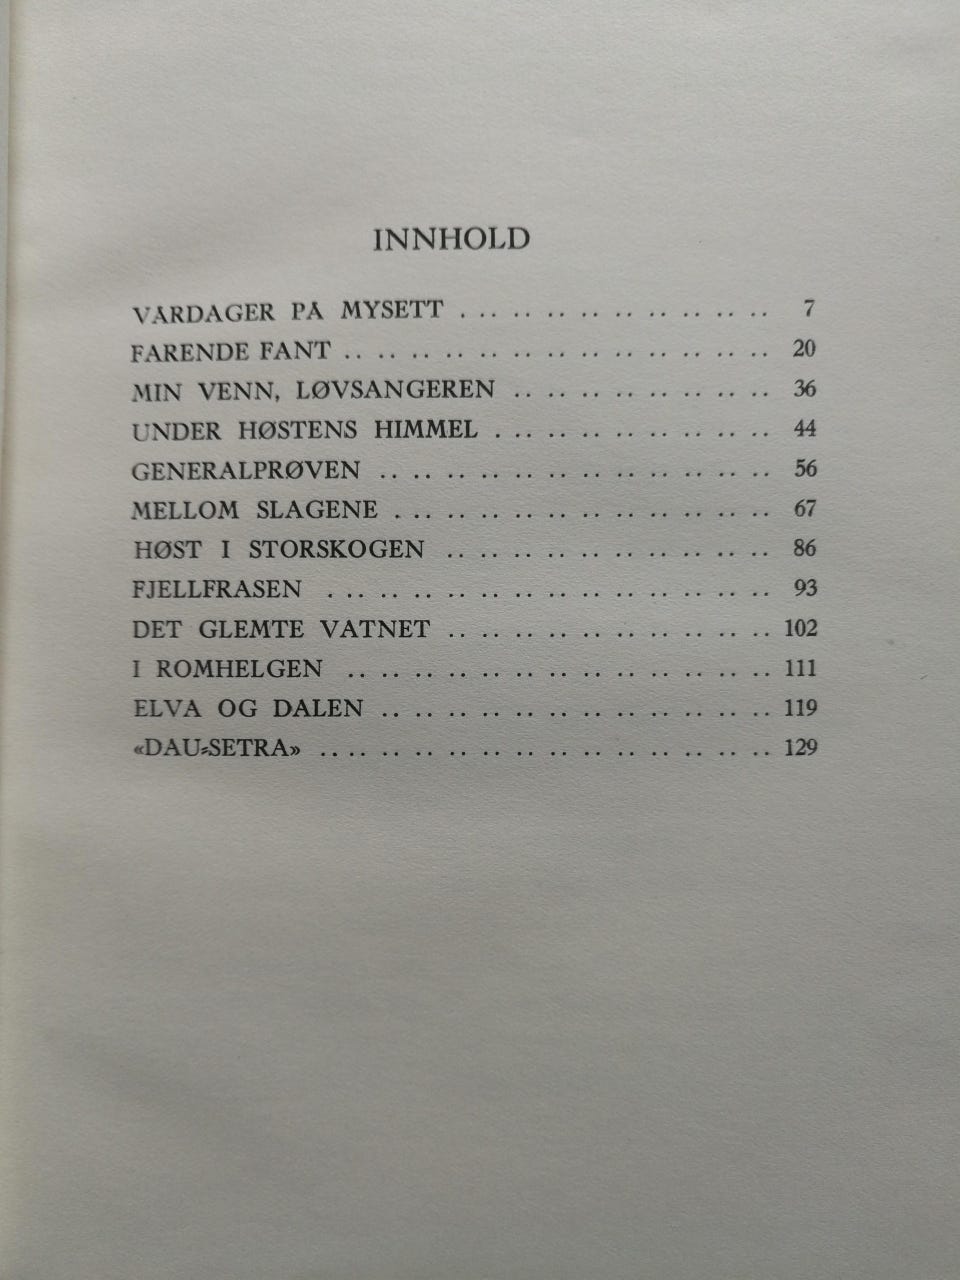 INNHOLD
VARDAGER PÅ MYSETT . .. .. .. .. .. .. .. .. .. 7
FARENDE FANT .. .. .. .. .. .. .. .. .. .. .. .. .. 20
MIN VENN, LØVSANGEREN .. .. .. .. .. .. .. .. 36
UNDER HØSTENS HIMMEL . .. .. .. .. .. .. .. .. 44
GENERALPRØVEN .. .. .. .. .. .. .. .. .. .. .. .. 56
MELLOM SLAGENE . .. .. .. .. .. .. .. .. .. .. .. 67
HØST I STORSKOGEN .. .. .. .. .. .. .. .. .. .. 86
FJELLFRASEN . .. .. .. .. .. .. .. .. .. .. .. .. .. 93
DET GLEMTE VATNET .. .. .. .. .. .. .. .. .. .. 102
I ROMHELGEN .. .. .. .. .. .. .. .. .. .. .. .. .. 111
ELVA OG DALEN .. .. .. .. .. .. .. .. .. .. .. .. 119
«DAU-SETRA» .. .. .. .. .. .. .. .. .. .. .. .. .. .. 129